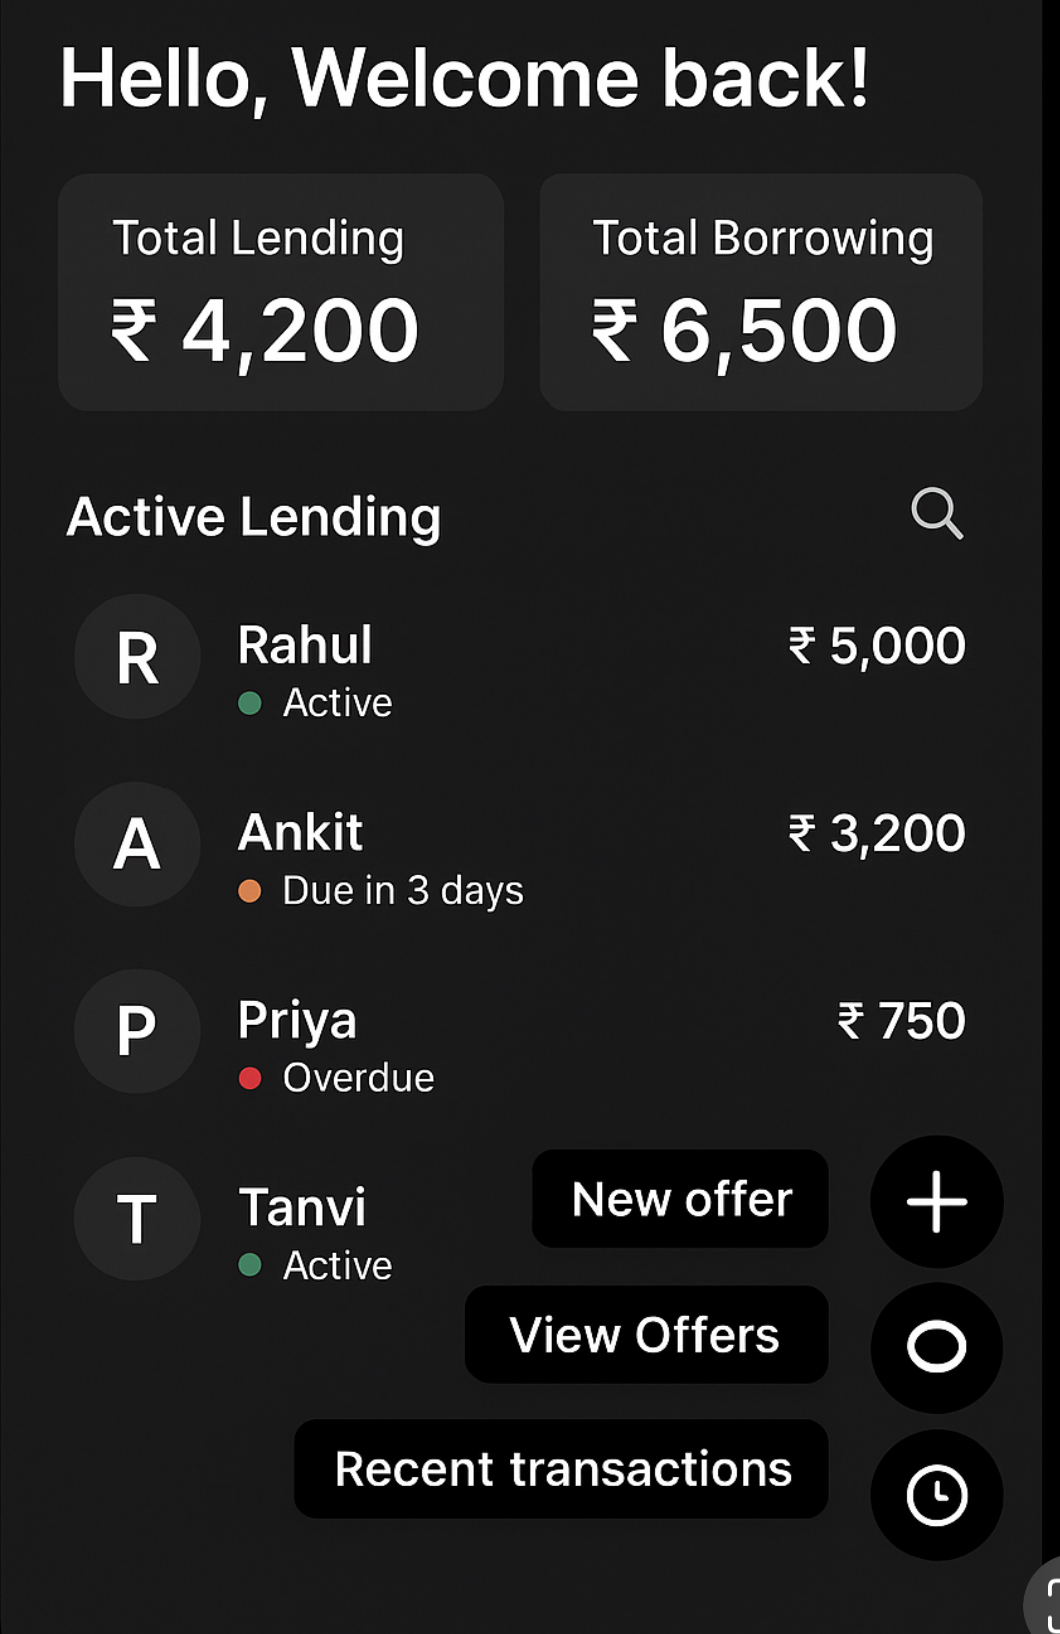 Hello, Welcome back!
Total Lending
₹ 4,200
Total Borrowing
₹ 6,500
Active Lending
R
Rahul
₹ 5,000
Active
A
Ankit
₹ 3,200
Due in 3 days
P
Priya
₹ 750
Overdue
T
Tanvi
Active
New offer
View Offers
Recent transactions